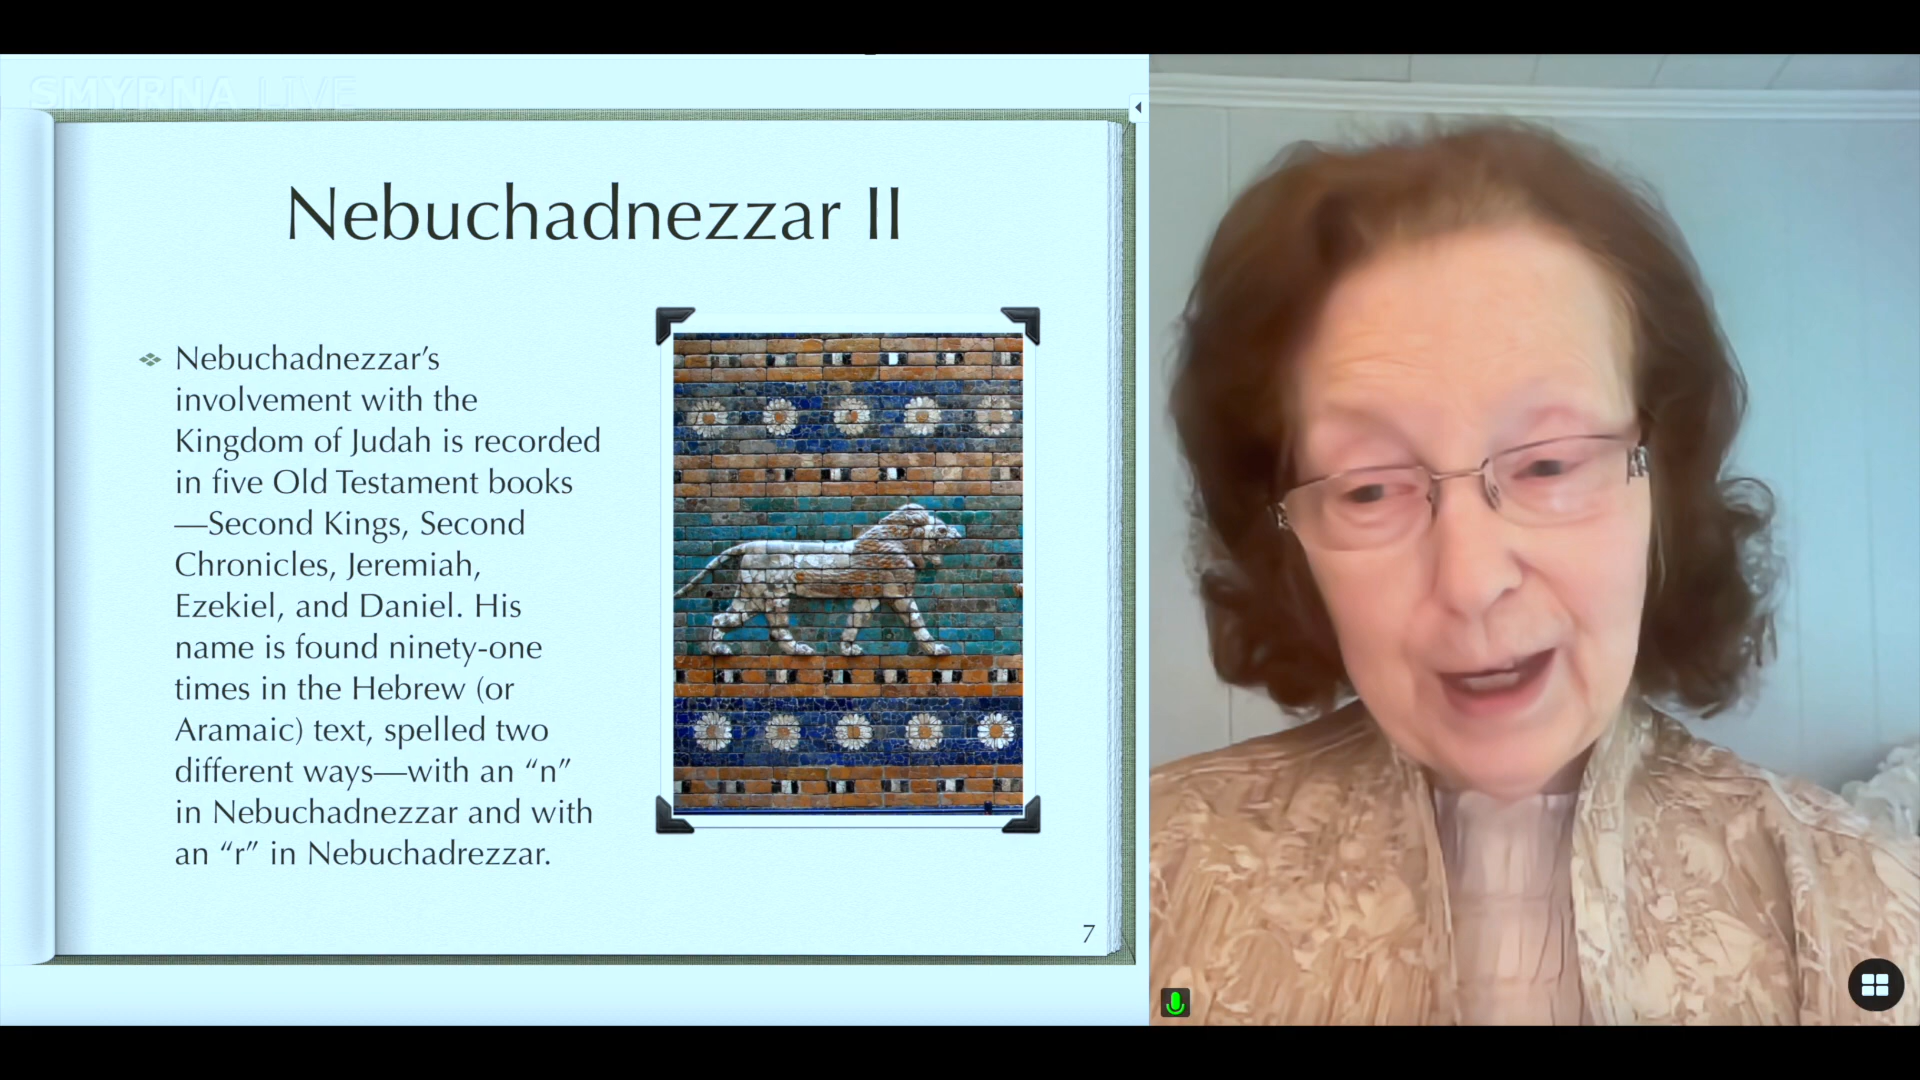 SMYRNA LIVE
Nebuchadnezzar II
Nebuchadnezzar’s
involvement with the
Kingdom of Judah is recorded
in five Old Testament books
—Second Kings, Second
Chronicles, Jeremiah,
Ezekiel, and Daniel. His
name is found ninety-one
times in the Hebrew (or
Aramaic) text, spelled two
different ways—with an “n”
in Nebuchadnezzar and with
an “r” in Nebuchadrezzar.
7